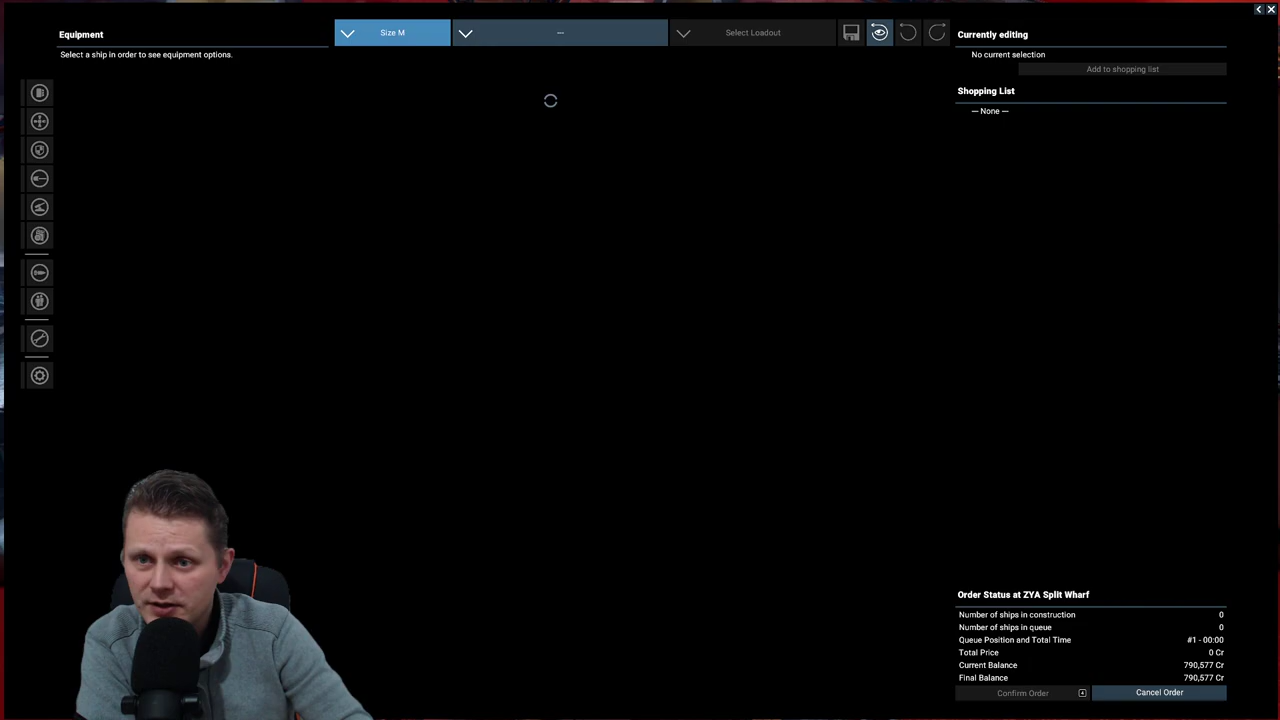 Equipment
Select a ship in order to see equipment options.
Size M
---
Select Loadout
Currently editing
No current selection
Add to shopping list
Shopping List
--- None ---
Order Status at ZYA Split Wharf
Number of ships in construction 0
Number of ships in queue 0
Queue Position and Total Time #1 - 00:00
Total Price 0 Cr
Current Balance 790,577 Cr
Final Balance 790,577 Cr
Confirm Order
Cancel Order